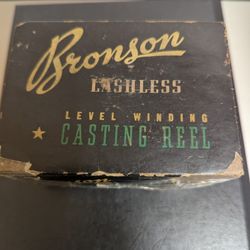 Bronson
LASHLESS
LEVEL-WINDING
★ CASTING REEL